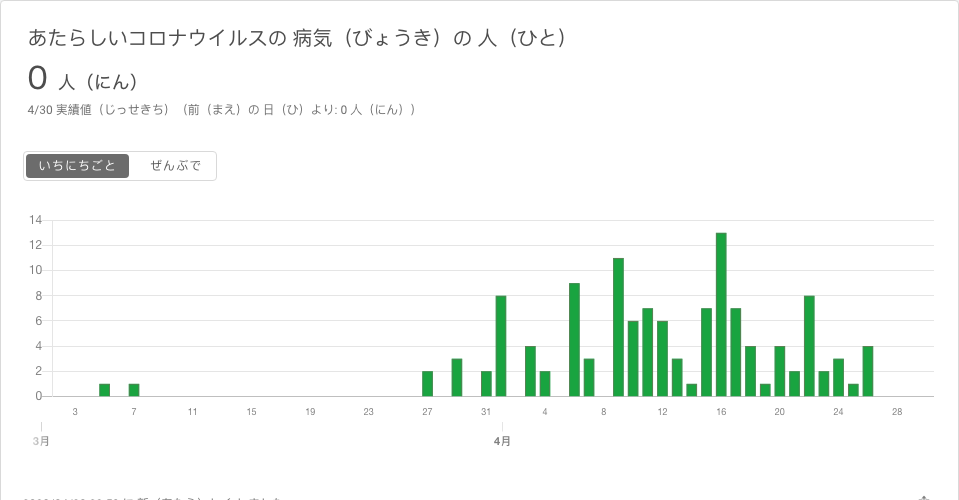 あたらしいコロナウイルスの 病気（びょうき）の 人（ひと）
0 人（にん）
4/30 実績値（じっせきち）（前（まえ）の 日（ひ）より: 0 人（にん））
いちにちごと ぜんぶで
14
12
10
8
6
4
2
0
3 7 11 15 19 23 27 31 4 8 12 16 20 24 28
3月 4月